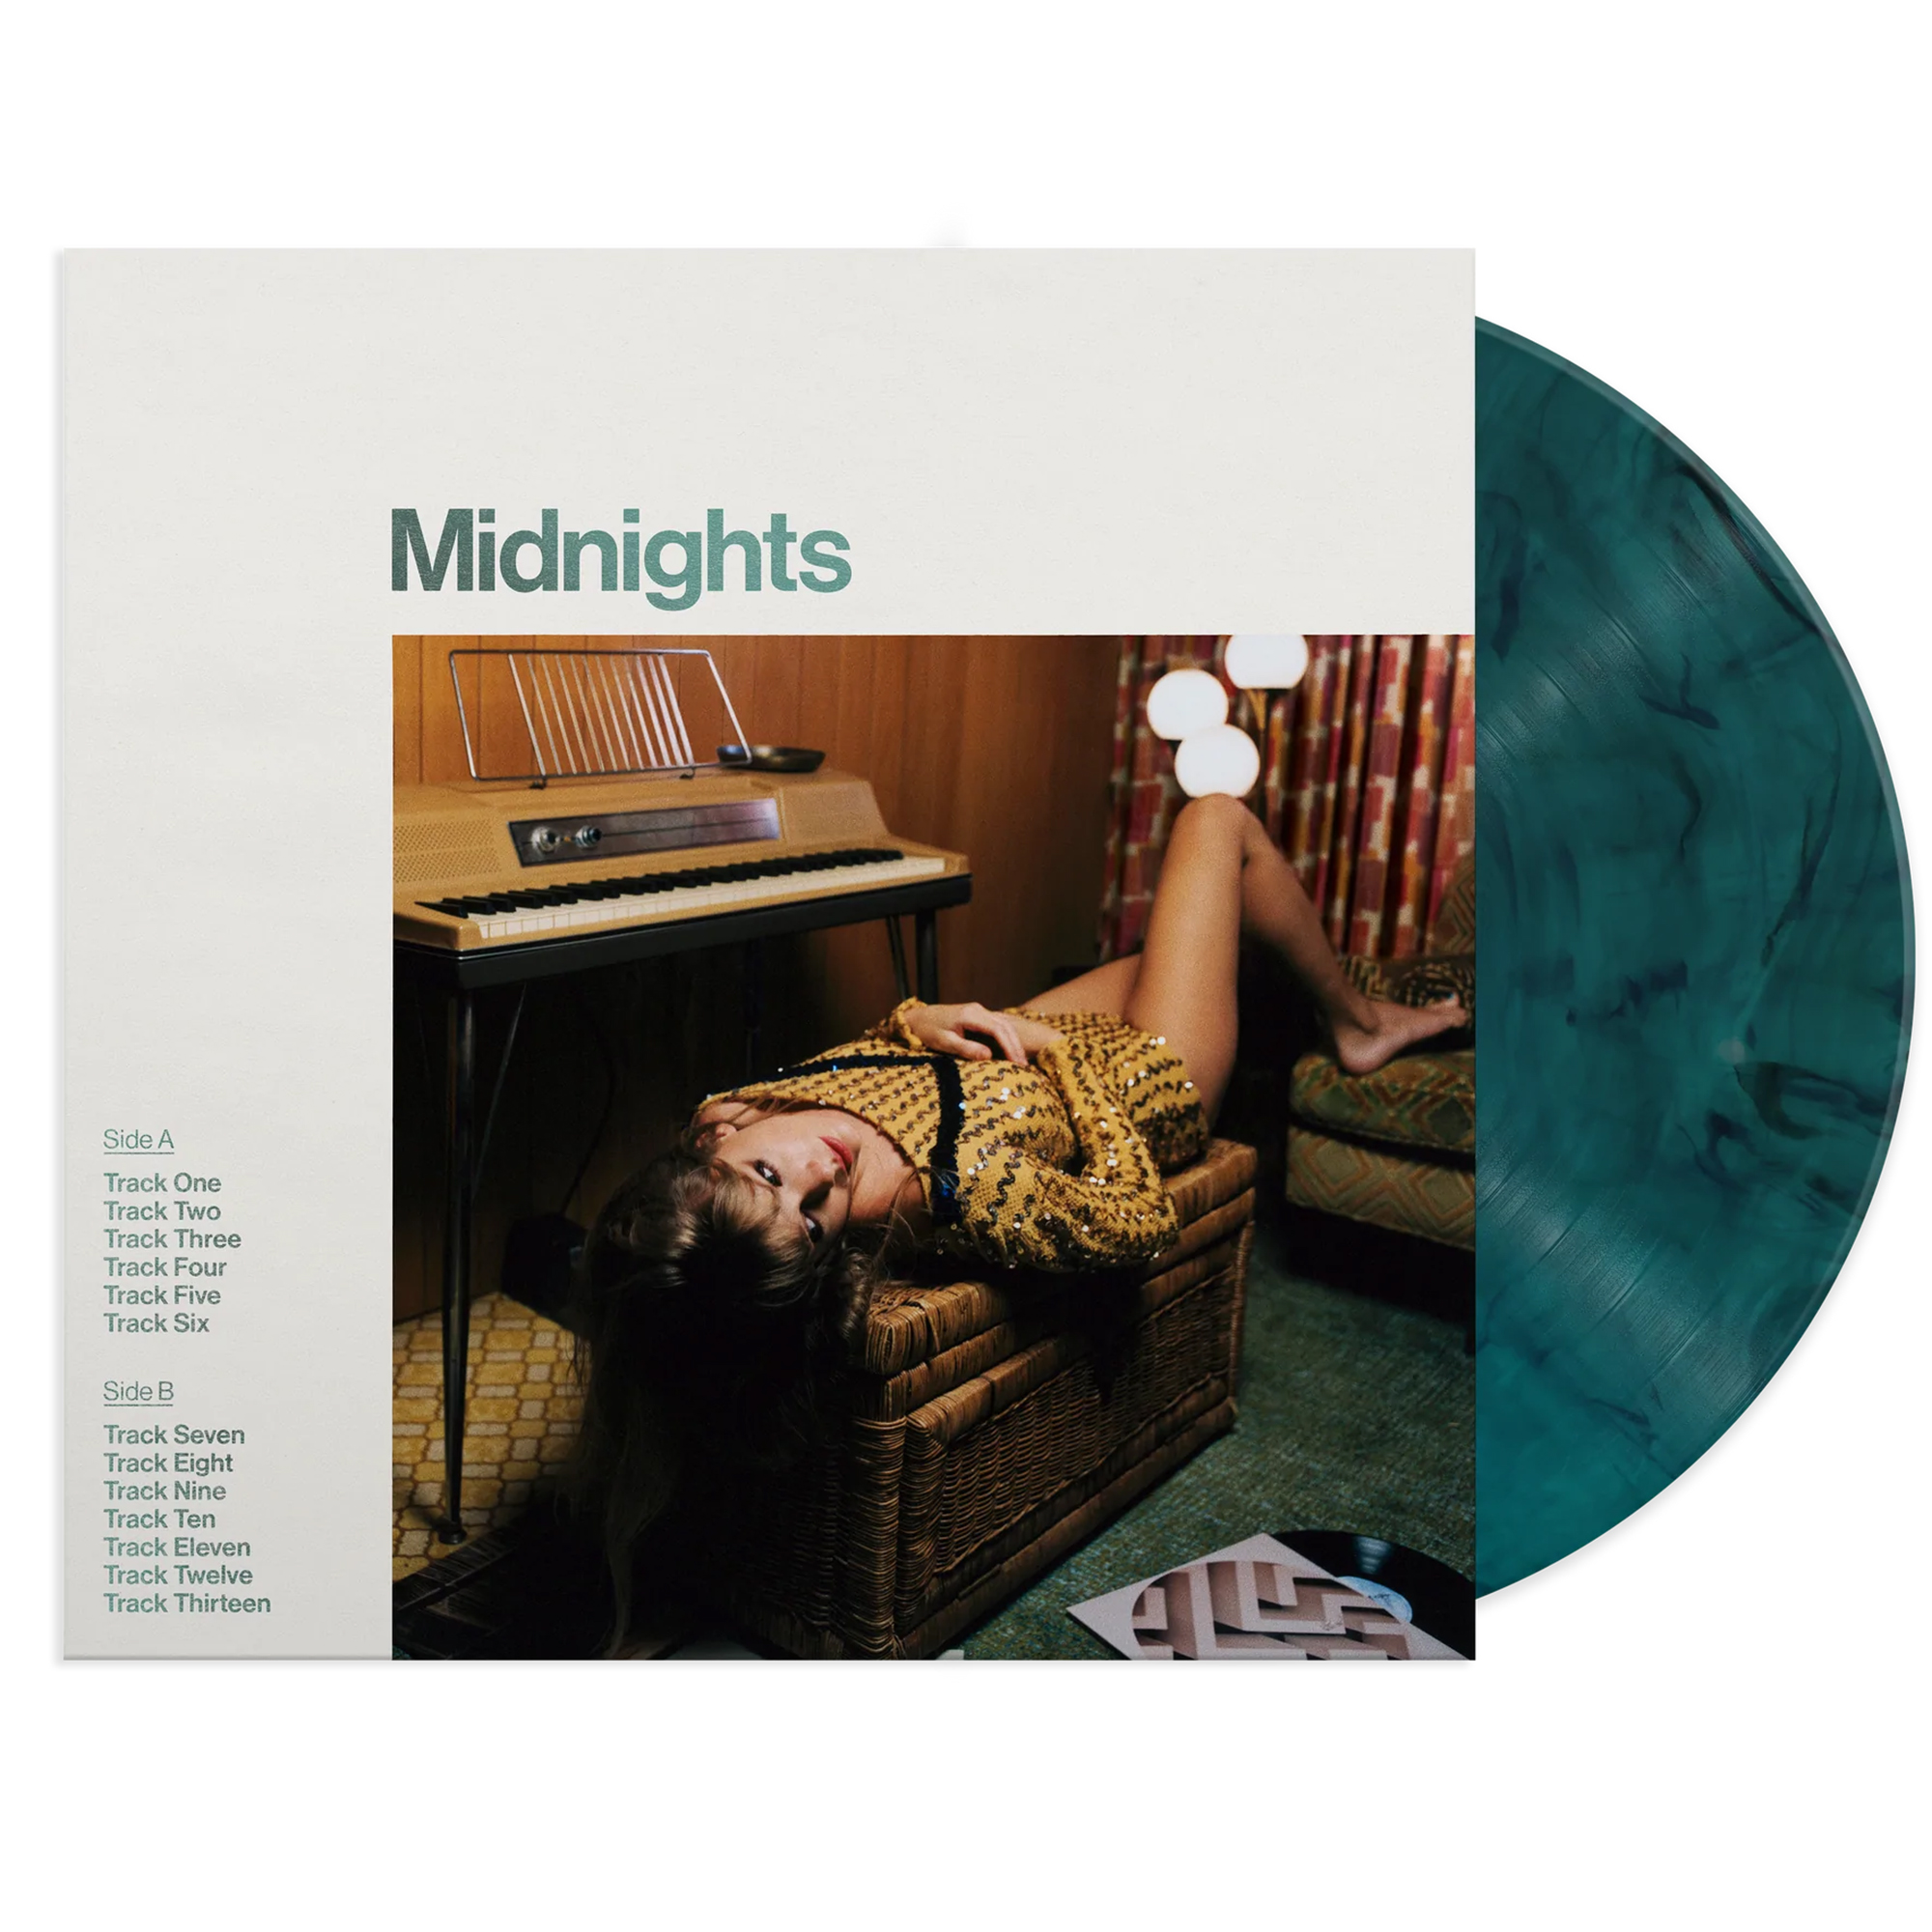 Midnights
Side A
Track One
Track Two
Track Three
Track Four
Track Five
Track Six
Side B
Track Seven
Track Eight
Track Nine
Track Ten
Track Eleven
Track Twelve
Track Thirteen